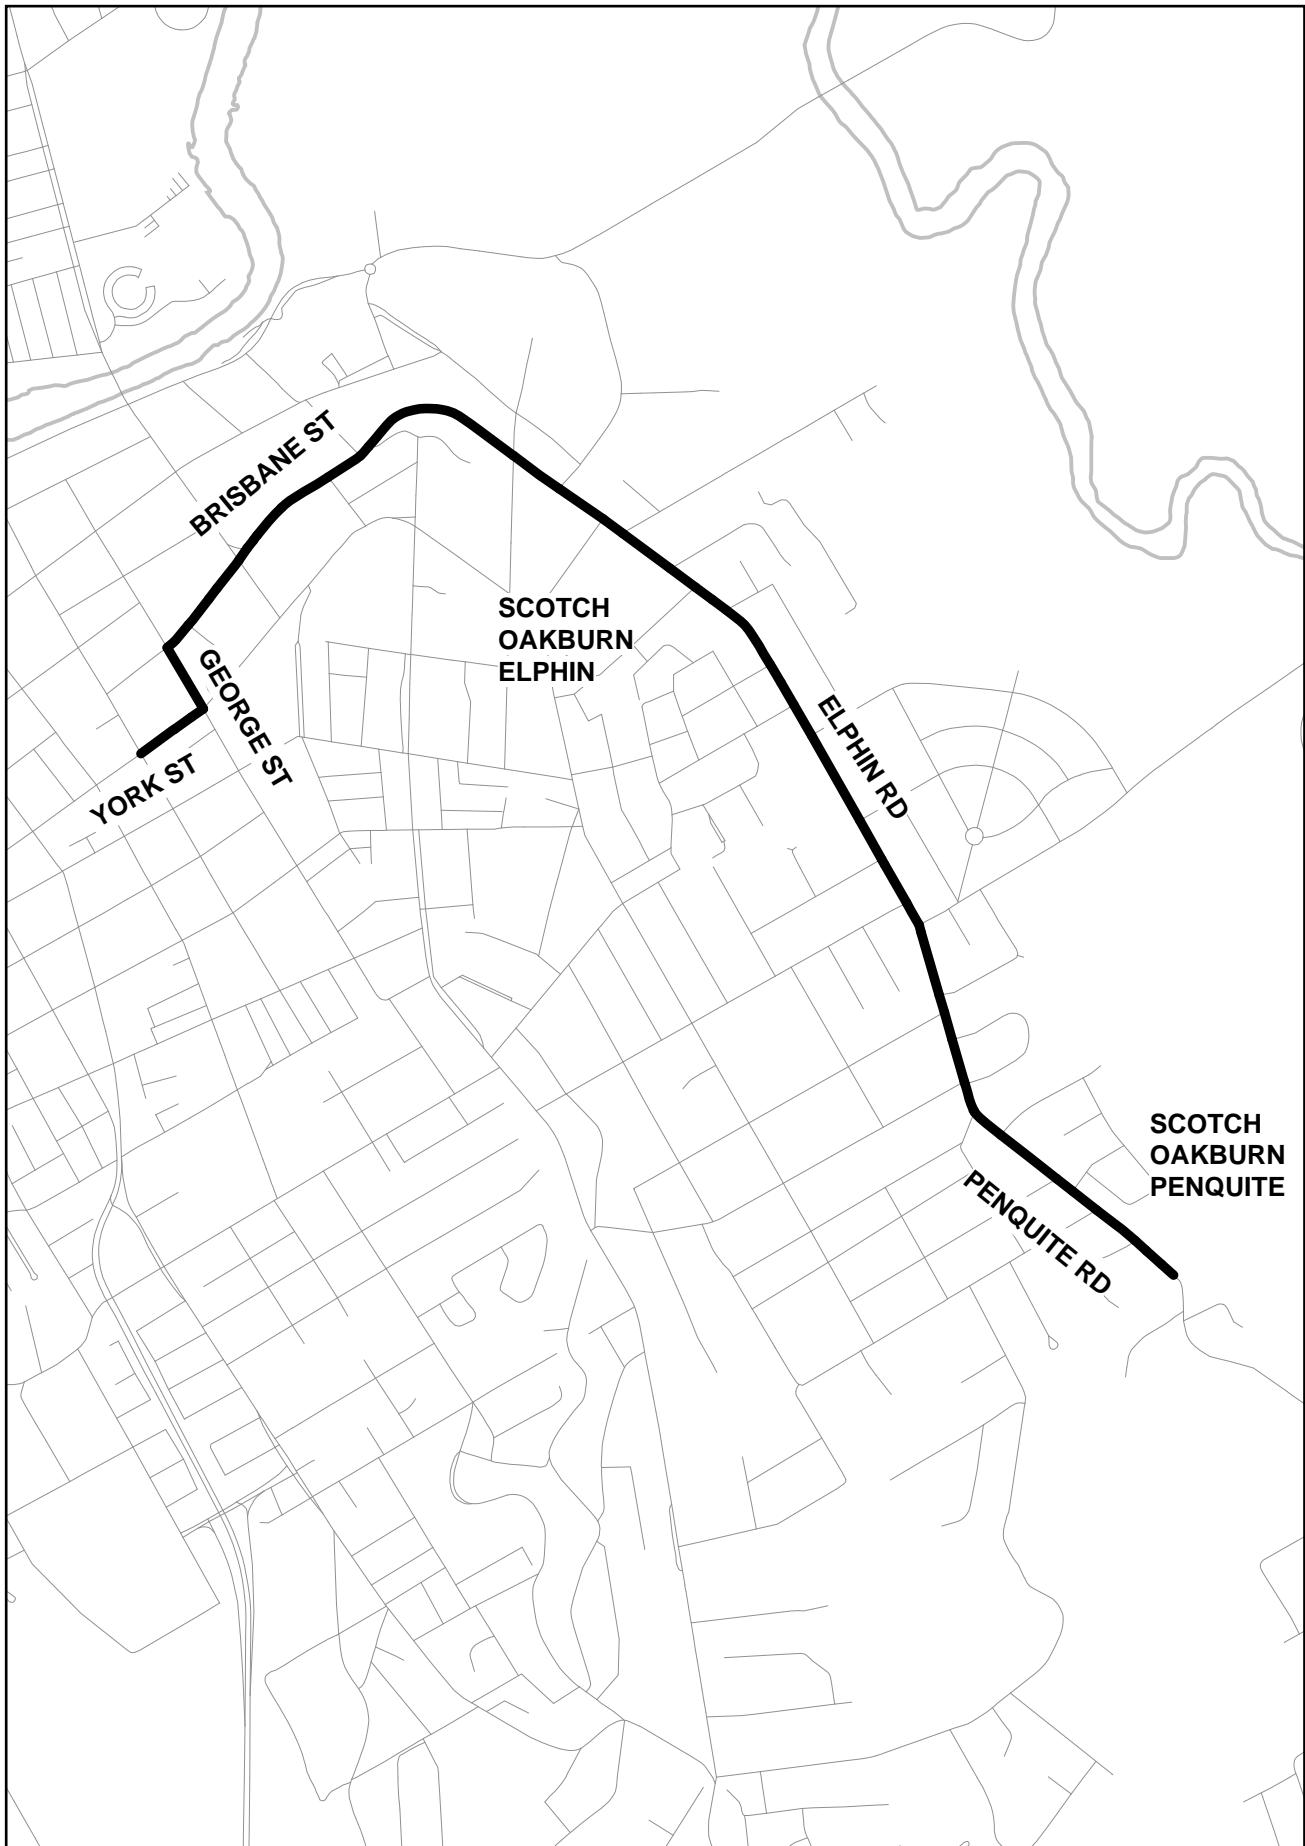 BRISBANE ST
SCOTCH
OAKBURN
ELPHIN
GEORGE ST
YORK ST
ELPHIN RD
SCOTCH
OAKBURN
PENQUITE
PENQUITE RD